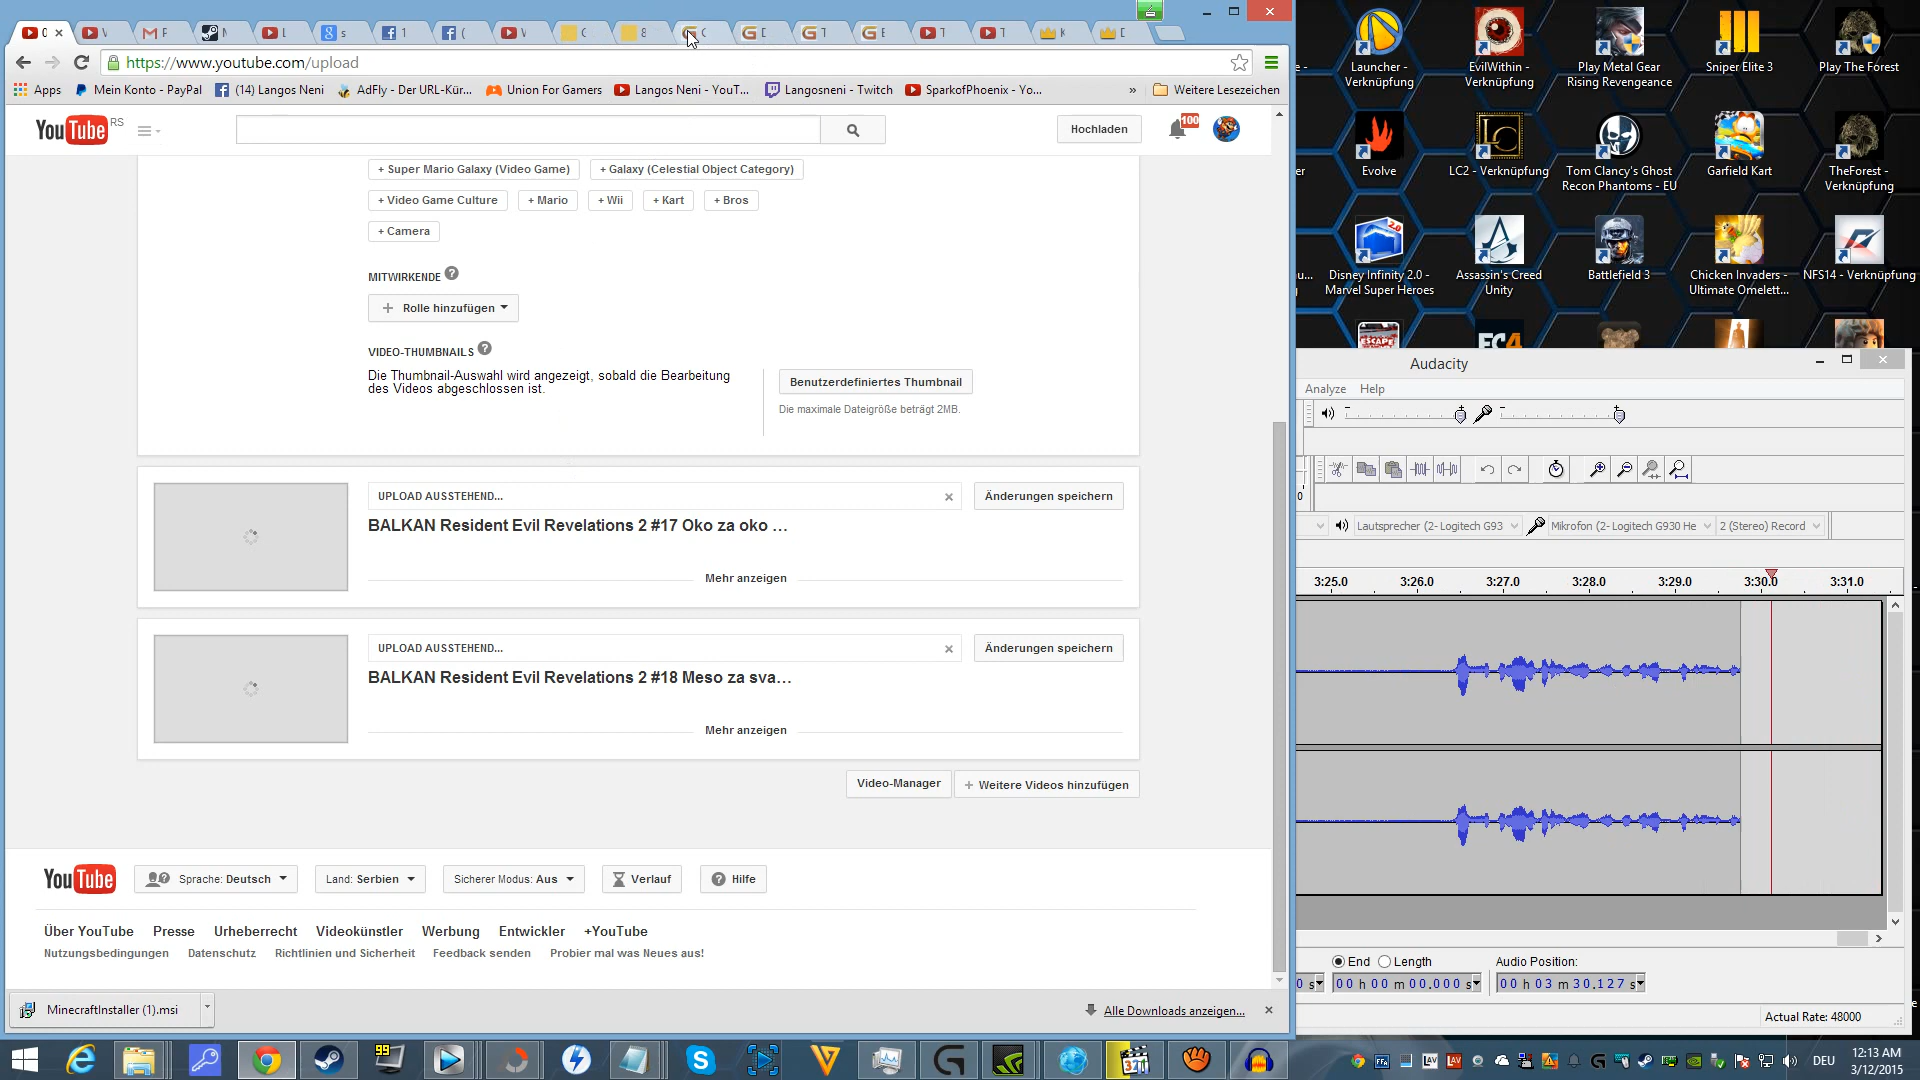 https://www.youtube.com/upload
Apps
Mein Konto - PayPal
(14) Langos Neni
AdFly - Der URL-Kür...
Union For Gamers
Langos Neni - YouT...
Langosneni - Twitch
SparkofPhoenix - Yo...
»
Weitere Lesezeichen
YouTube RS
Hochladen
100
+ Super Mario Galaxy (Video Game)
+ Galaxy (Celestial Object Category)
+ Video Game Culture
+ Mario
+ Wii
+ Kart
+ Bros
+ Camera
MITWIRKENDE ?
+ Rolle hinzufügen
VIDEO-THUMBNAILS ?
Die Thumbnail-Auswahl wird angezeigt, sobald die Bearbeitung
des Videos abgeschlossen ist.
Benutzerdefiniertes Thumbnail
Die maximale Dateigröße beträgt 2MB.
UPLOAD AUSSTEHEND...
Änderungen speichern
BALKAN Resident Evil Revelations 2 #17 Oko za oko ...
Mehr anzeigen
UPLOAD AUSSTEHEND...
Änderungen speichern
BALKAN Resident Evil Revelations 2 #18 Meso za sva...
Mehr anzeigen
Video-Manager
+ Weitere Videos hinzufügen
YouTube
Sprache: Deutsch
Land: Serbien
Sicherer Modus: Aus
Verlauf
Hilfe
Über YouTube
Presse
Urheberrecht
Videokünstler
Werbung
Entwickler
+YouTube
Nutzungsbedingungen
Datenschutz
Richtlinien und Sicherheit
Feedback senden
Probier mal was Neues aus!
MinecraftInstaller (1).msi
Alle Downloads anzeigen...
Launcher -
Verknüpfung
EvilWithin -
Verknüpfung
Play Metal Gear
Rising Revengeance
Sniper Elite 3
Play The Forest
Evolve
LC2 - Verknüpfung
Tom Clancy's Ghost
Recon Phantoms - EU
Garfield Kart
TheForest -
Verknüpfung
2.0
Disney Infinity 2.0 -
Marvel Super Heroes
Assassin's Creed
Unity
Battlefield 3
Chicken Invaders -
Ultimate Omelett...
NFS14 - Verknüpfung
ESCAPE
FC4
Audacity
Analyze
Help
Lautsprecher (2- Logitech G93
Mikrofon (2- Logitech G930 He
2 (Stereo) Record
3:25.0
3:26.0
3:27.0
3:28.0
3:29.0
3:30.0
3:31.0
End
Length
Audio Position:
0 s
00 h 00 m 00.000 s
00 h 03 m 30.127 s
Actual Rate: 48000
99
321
DEU
12:13 AM
3/12/2015